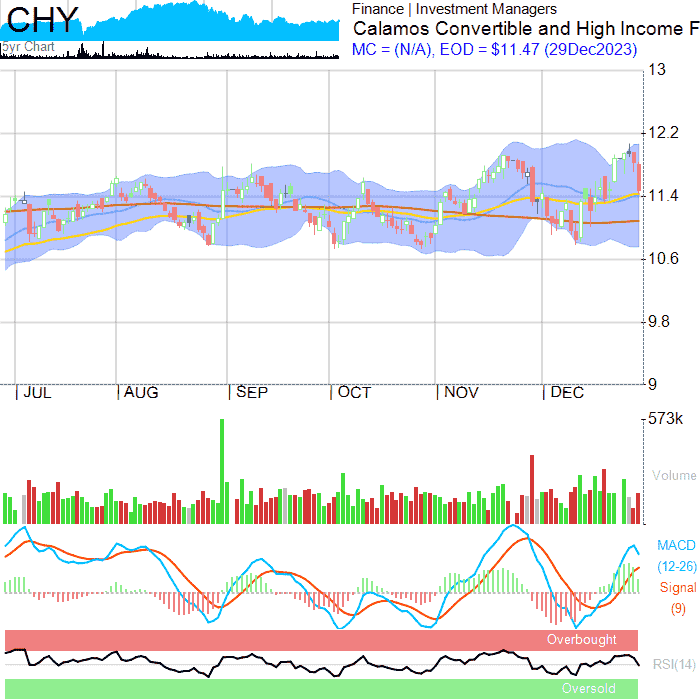 CHY
5yr Chart
Finance | Investment Managers
Calamos Convertible and High Income F
MC = (N/A), EOD = $11.47 (29Dec2023)
13
12.2
11.4
10.6
9.8
9
| JUL | AUG | SEP | OCT | NOV | DEC
573k
Volume
MACD
(12-26)
Signal
(9)
Overbought
RSI(14)
Oversold